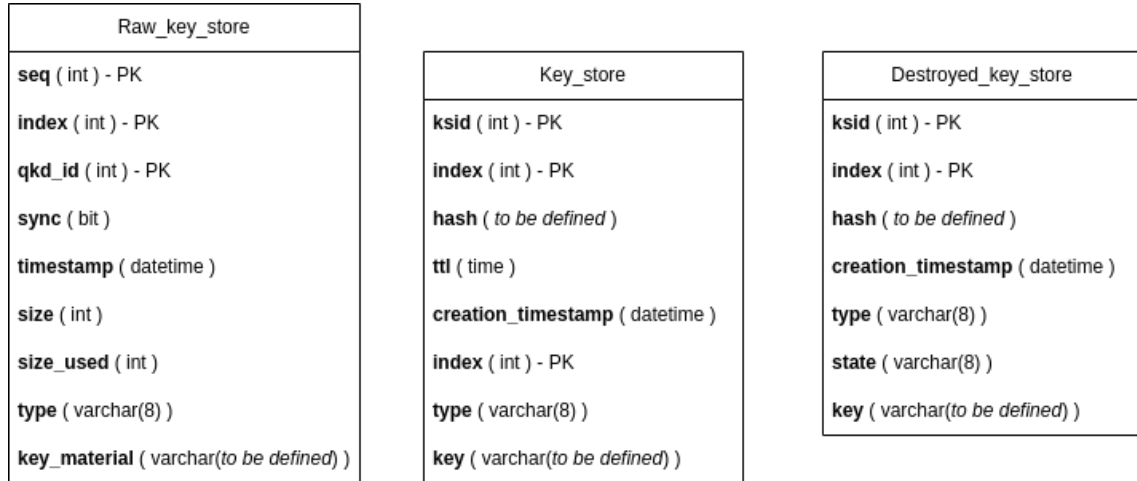 Raw_key_store
seq ( int ) - PK
index ( int ) - PK
qkd_id ( int ) - PK
sync ( bit )
timestamp ( datetime )
size ( int )
size_used ( int )
type ( varchar(8) )
key_material ( varchar(to be defined) )
Key_store
ksid ( int ) - PK
index ( int ) - PK
hash ( to be defined )
ttl ( time )
creation_timestamp ( datetime )
index ( int ) - PK
type ( varchar(8) )
key ( varchar(to be defined) )
Destroyed_key_store
ksid ( int ) - PK
index ( int ) - PK
hash ( to be defined )
creation_timestamp ( datetime )
type ( varchar(8) )
state ( varchar(8) )
key ( varchar(to be defined) )